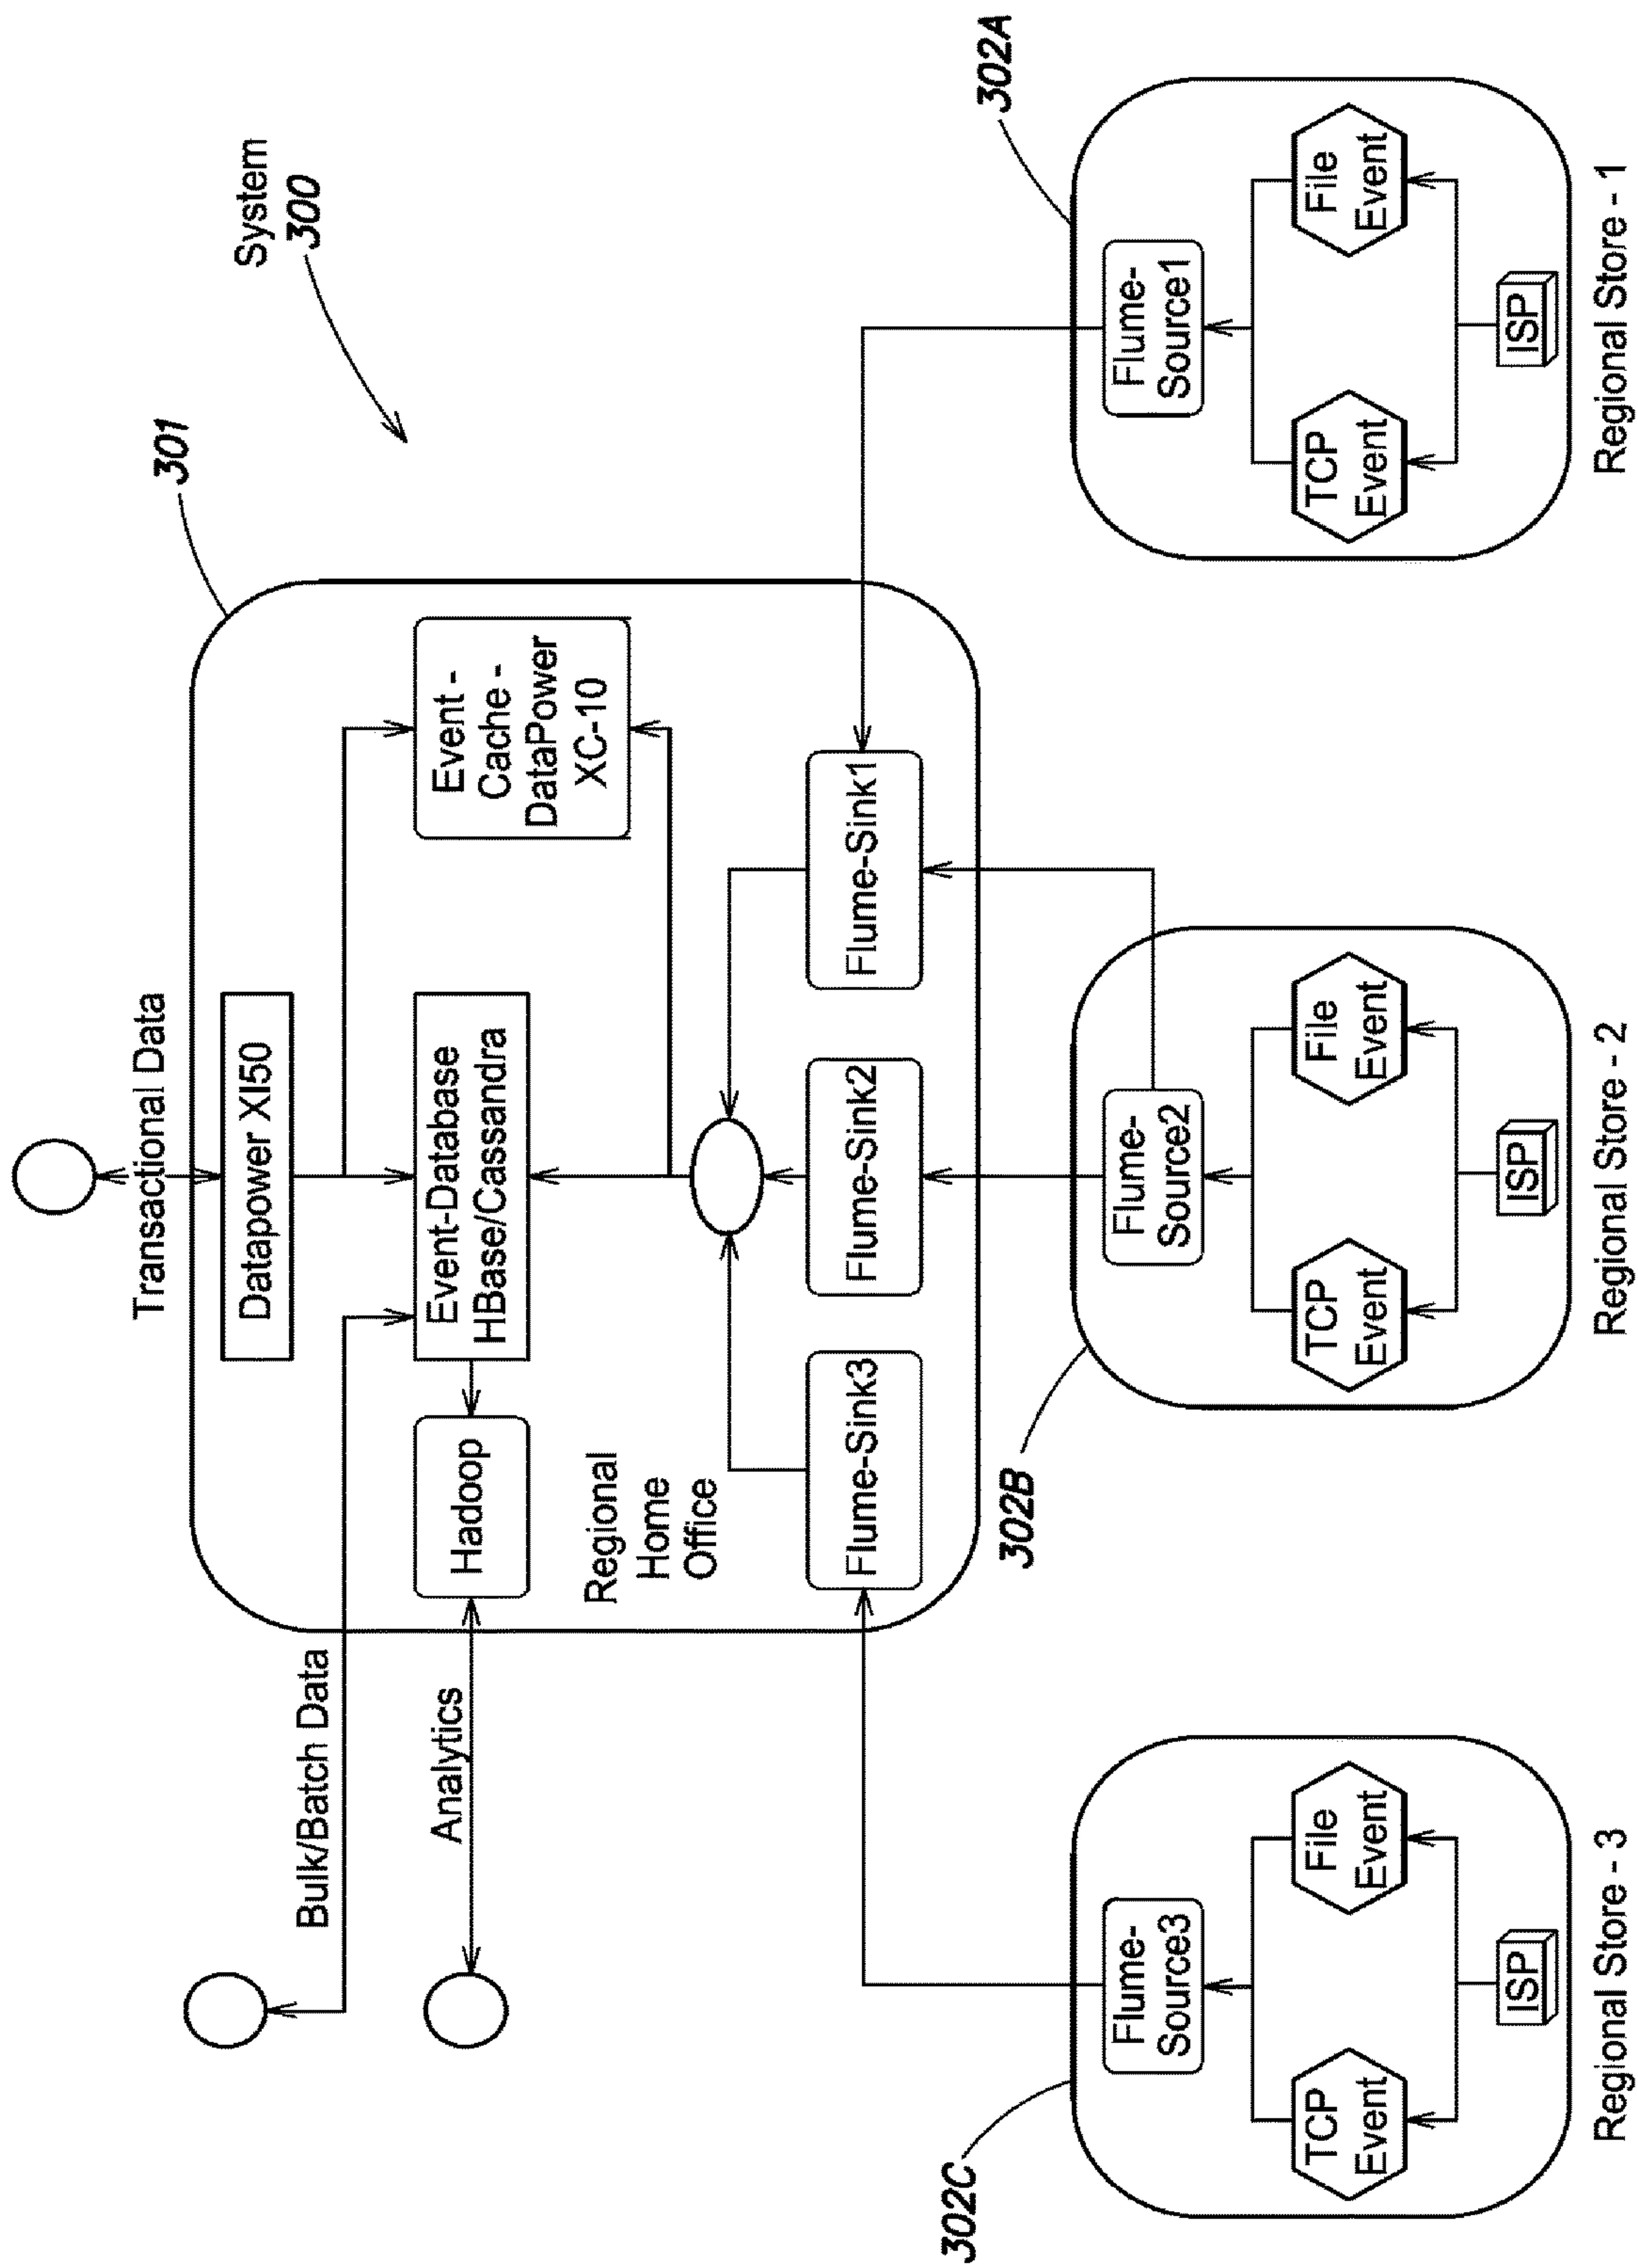 System
300
301
Transactional Data
Datapower XI50
Bulk/Batch Data
Analytics
Hadoop
Event-Database
HBase/Cassandra
Event -
Cache -
DataPower
XC-10
Regional
Home
Office
Flume-Sink3
Flume-Sink2
Flume-Sink1
302C
Flume-
Source3
TCP
Event
File
Event
ISP
Regional Store - 3
302B
Flume-
Source2
TCP
Event
File
Event
ISP
Regional Store - 2
302A
Flume-
Source1
TCP
Event
File
Event
ISP
Regional Store - 1